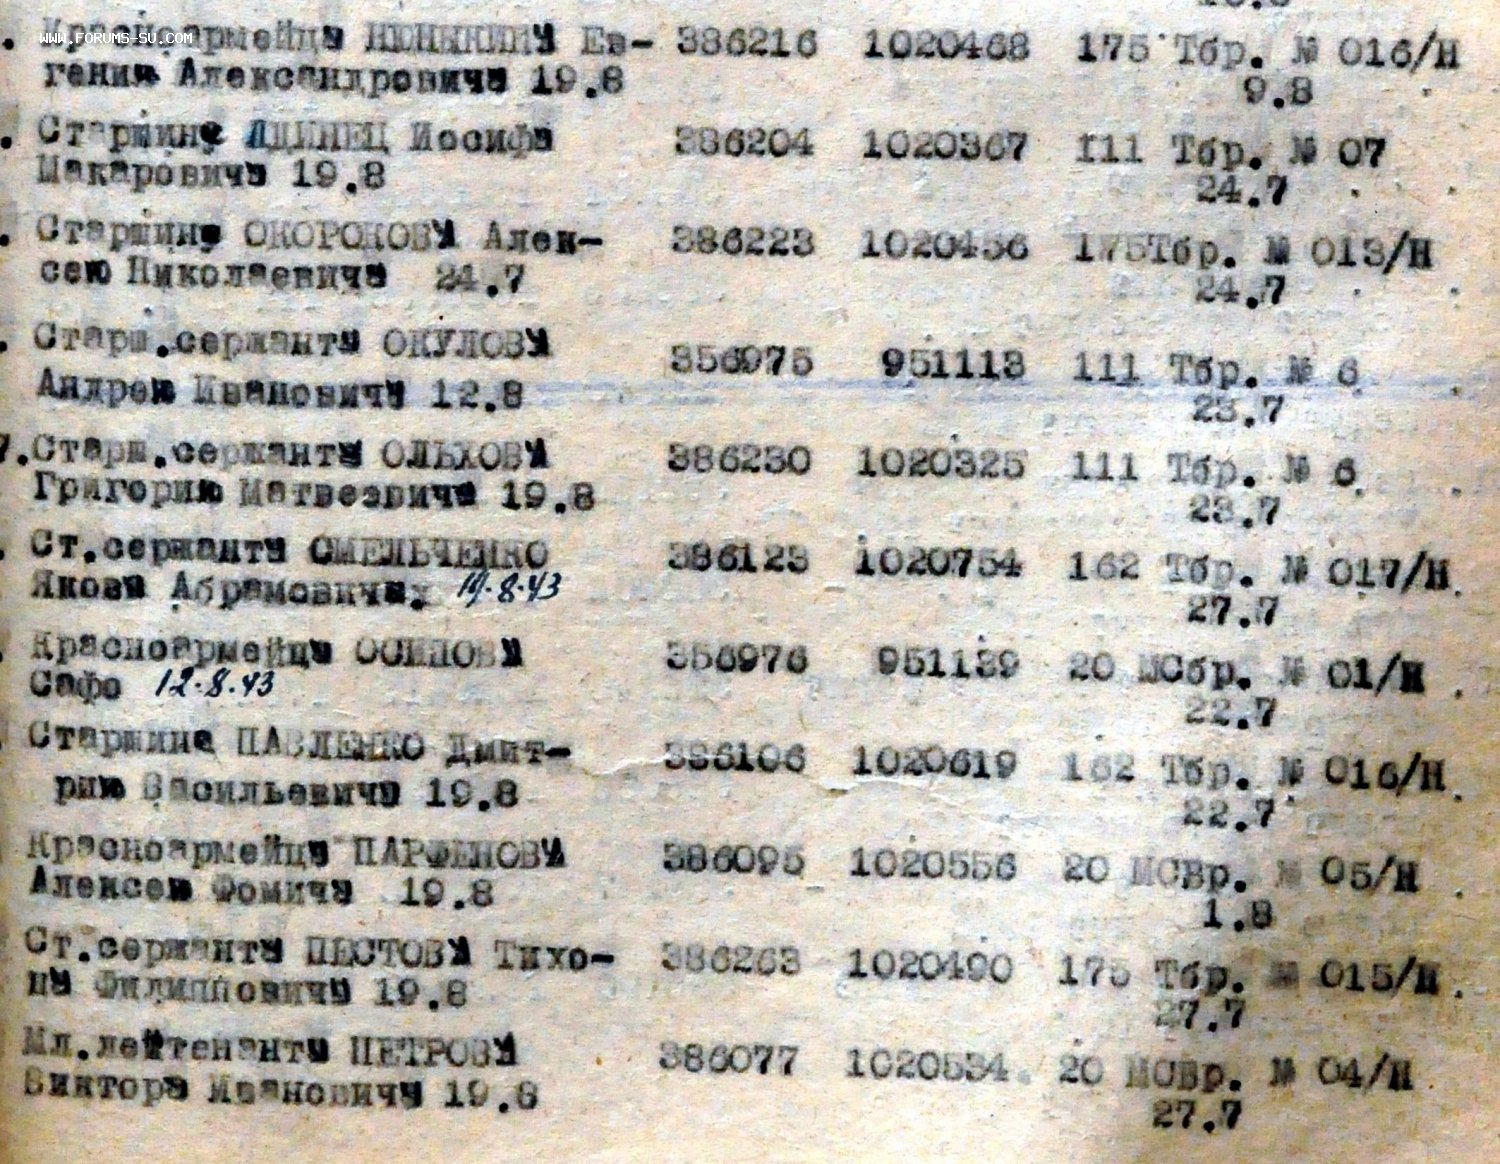 WWW.FORUMS-SU.COM
Красноармейцу Ев- 386216 1020468 175 Тбр. № 016/Н
гению Александровичу 19.8 9.8
Старшине Иосифу 386204 1020367 111 Тбр. № 07
Макаровичу 19.8 24.7
Старшине ОКОРОКОВУ Алек- 386223 1020456 175Тбр. № 013/Н
сею Николаевичу 24.7 24.7
Старш.сержанту ОКУЛОВУ 356975 951113 111 Тбр. № 6
Андрею Ивановичу 12.8 23.7
7.Старш.сержанту ОЛЬХОВУ 386230 1020325 111 Тбр. № 6
Григорию Матвеевичу 19.8 23.7
Ст.сержанту ОМЕЛЬЧЕНКО 386123 1020754 162 Тбр. № 017/Н
Якову Абрамовичу. 19.8.43 27.7
Красноармейцу ОСИПОВУ 356976 951139 20 МСбр. № 01/Н
Сафо 12.8.43 22.7
Старшине ПАВЛЕНКО Дмит- 386106 1020619 162 Тбр. № 016/Н
рию Васильевичу 19.8 22.7
Красноармейцу ПАРФЕНОВУ 386095 1020556 20 МСБр. № 05/Н
Алексею Фомичу 19.8 1.8
Ст.сержанту ПЕСТОВУ Тихо- 386263 1020490 175 Тбр. № 015/Н
ну Филипповичу 19.8 27.7
Мл.лейтенанту ПЕТРОВУ 386077 1020534 20 МСБр. № 04/Н
Виктору Ивановичу 19.8 27.7